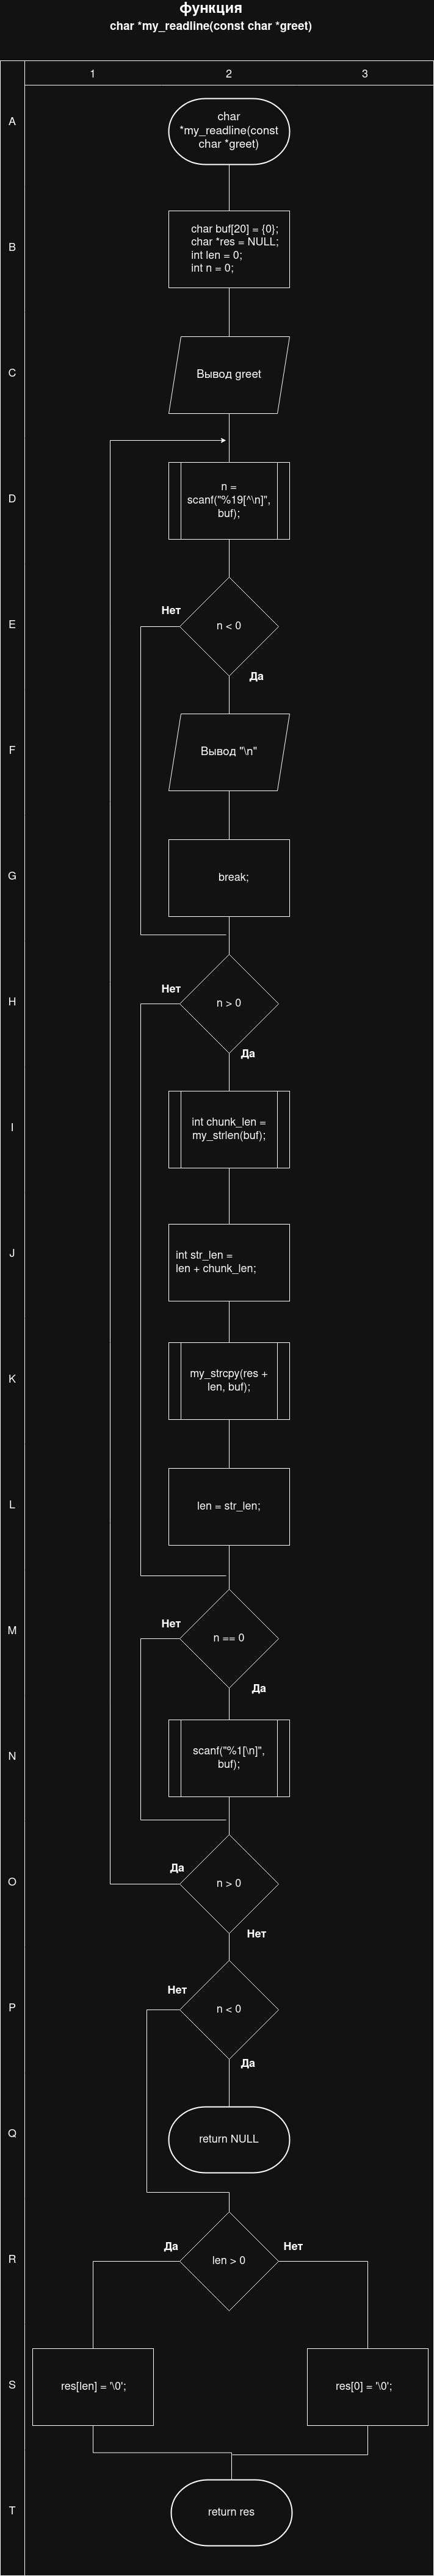 функция
char *my_readline(const char *greet)
1 2 3
A
char
*my_readline(const
char *greet)
B
char buf[20] = {0};
char *res = NULL;
int len = 0;
int n = 0;
C
Вывод greet
D
n =
scanf("%19[^\n]",
buf);
E
Нет
n < 0
Да
F
Вывод "\n"
G
break;
H
Нет
n > 0
Да
I
int chunk_len =
my_strlen(buf);
J
int str_len =
len + chunk_len;
K
my_strcpy(res +
len, buf);
L
len = str_len;
M
Нет
n == 0
Да
N
scanf("%1[\n]",
buf);
O
Да
n > 0
Нет
P
Нет
n < 0
Да
Q
return NULL
R
Да
len > 0
Нет
S
res[len] = '\0';
res[0] = '\0';
T
return res